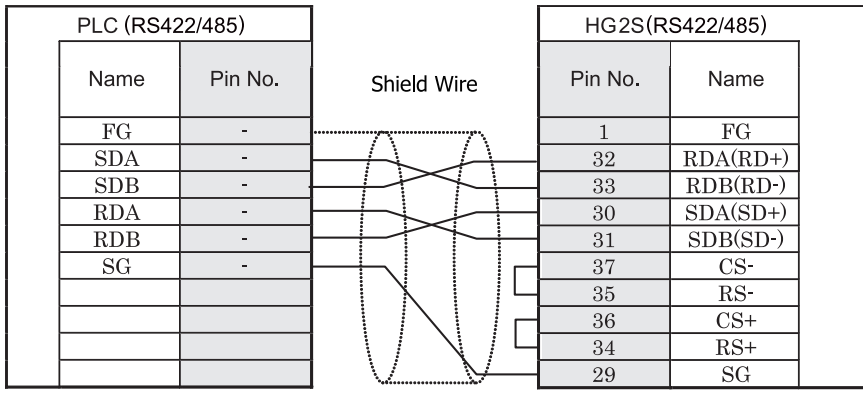 PLC (RS422/485)
HG2S(RS422/485)
Name Pin No. Shield Wire Pin No. Name
FG - 1 FG
SDA - 32 RDA(RD+)
SDB - 33 RDB(RD-)
RDA - 30 SDA(SD+)
RDB - 31 SDB(SD-)
SG - 37 CS-
35 RS-
36 CS+
34 RS+
29 SG